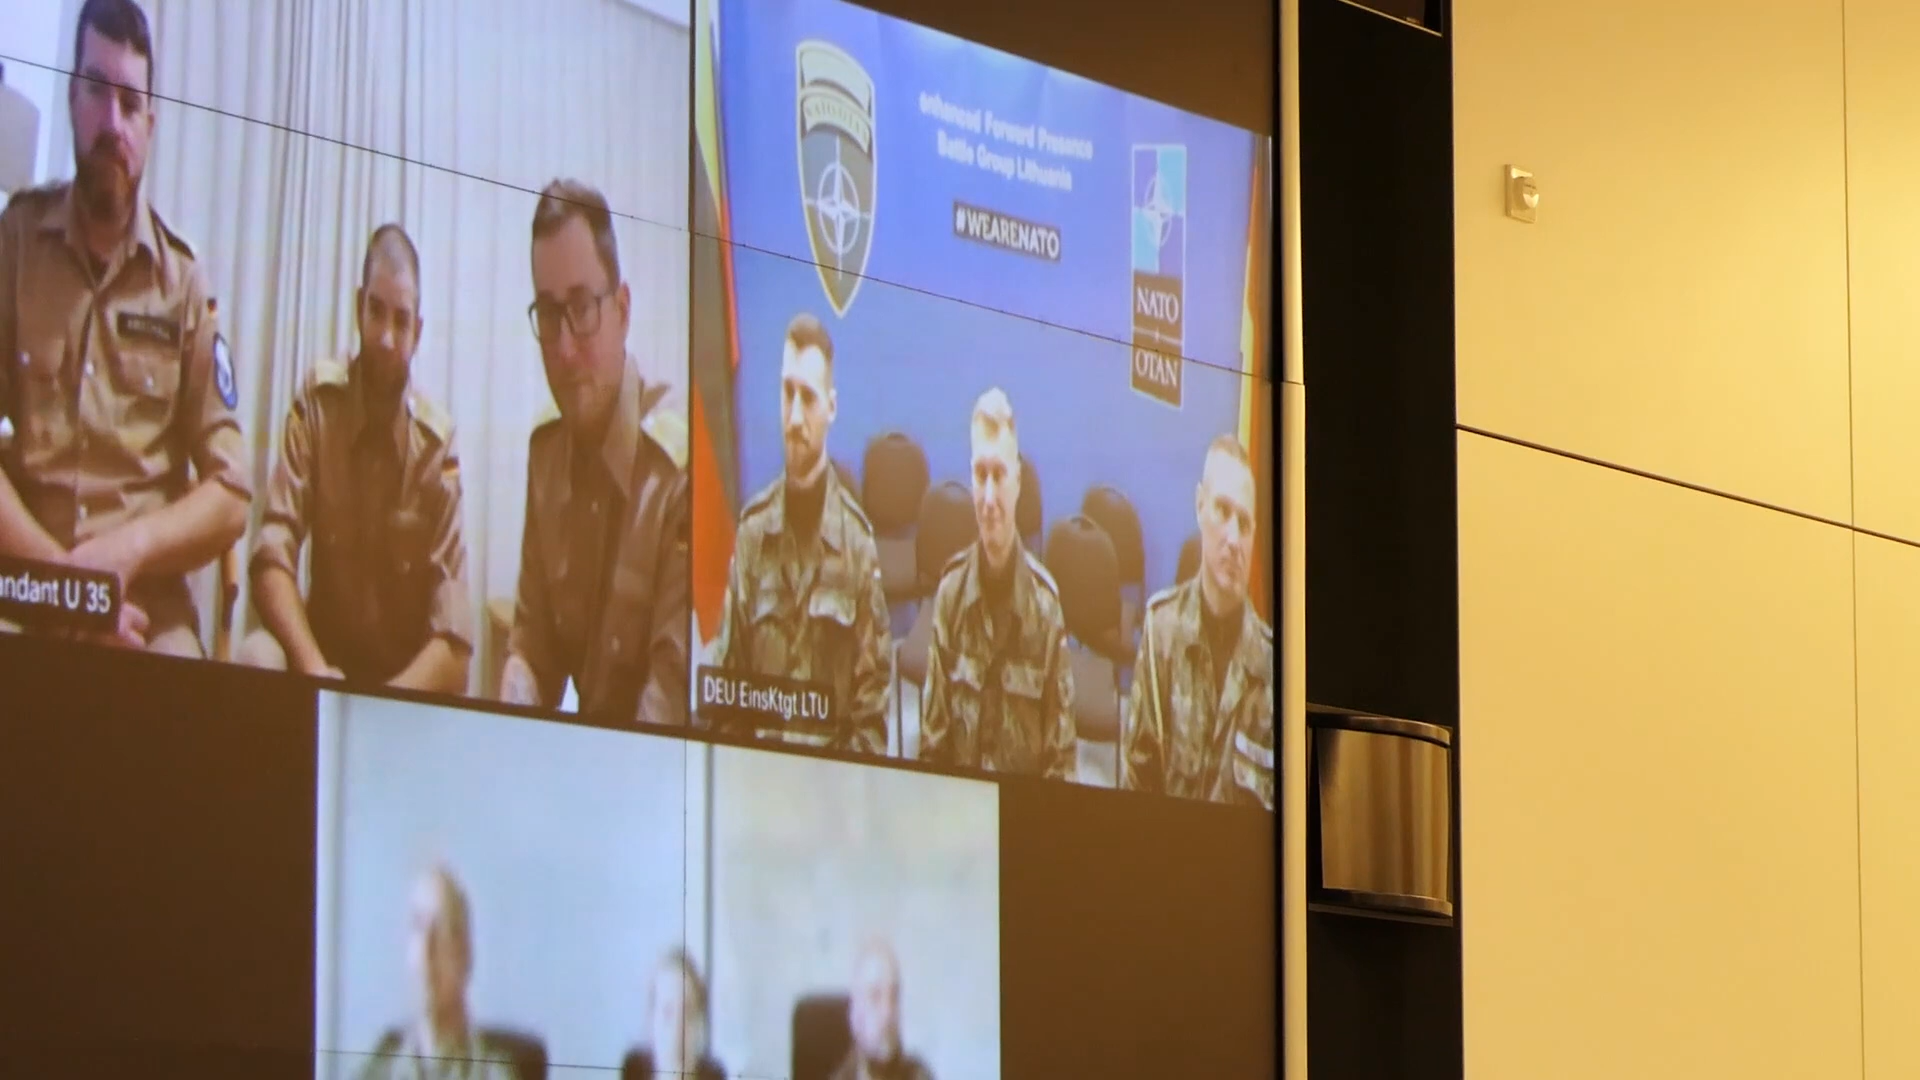 enhanced Forward Presence
Battle Group Lithuania
#WEARENATO
NATO
OTAN
andant U 35
DEU EinsKtgt LTU